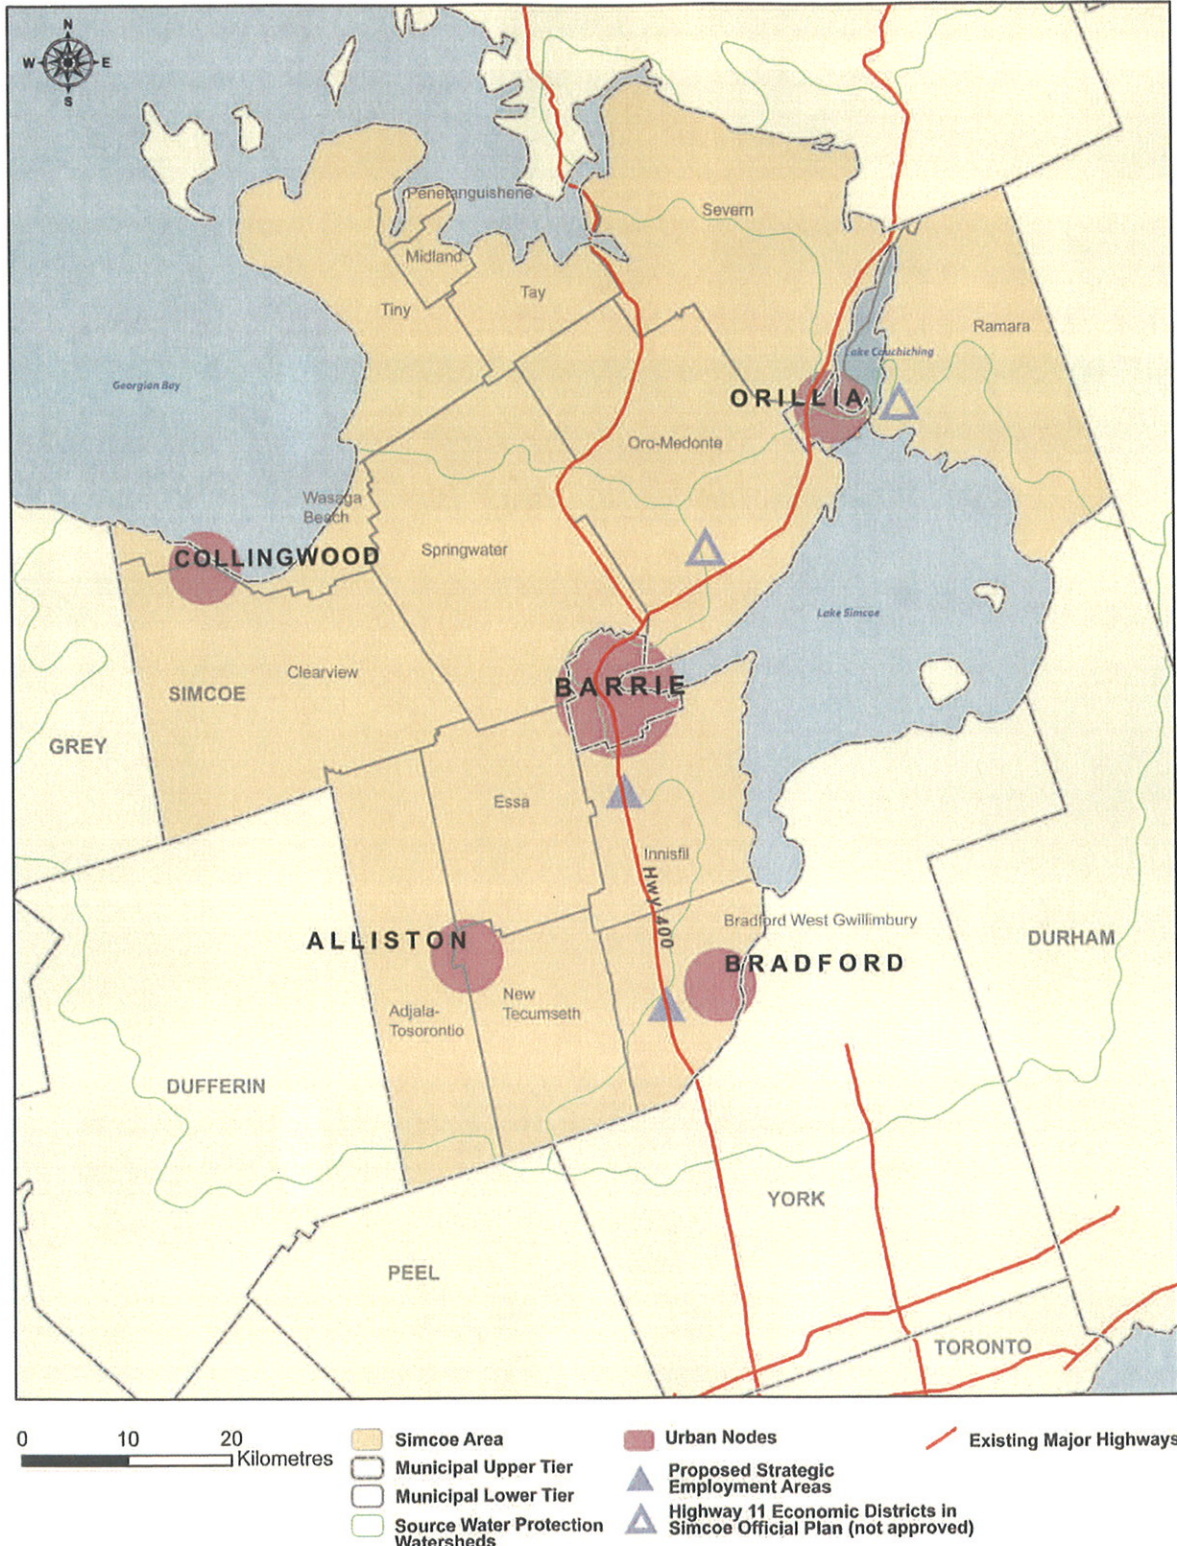 N
W E
S
Penetanguishene
Severn
Midland
Tay
Tiny
Ramara
Lake Couchiching
Georgian Bay
ORILLIA
Oro-Medonte
Wasaga
Beach
COLLINGWOOD
Springwater
Lake Simcoe
Clearview
SIMCOE
BARRIE
GREY
Essa
Innisfil
Hwy 400
Bradford West Gwillimbury
ALLISTON
DURHAM
BRADFORD
New
Tecumseth
Adjala-
Tosorontio
DUFFERIN
YORK
PEEL
TORONTO
0 10 20
Kilometres
Simcoe Area
Municipal Upper Tier
Municipal Lower Tier
Source Water Protection
Watersheds
Urban Nodes
Proposed Strategic
Employment Areas
Highway 11 Economic Districts in
Simcoe Official Plan (not approved)
Existing Major Highways